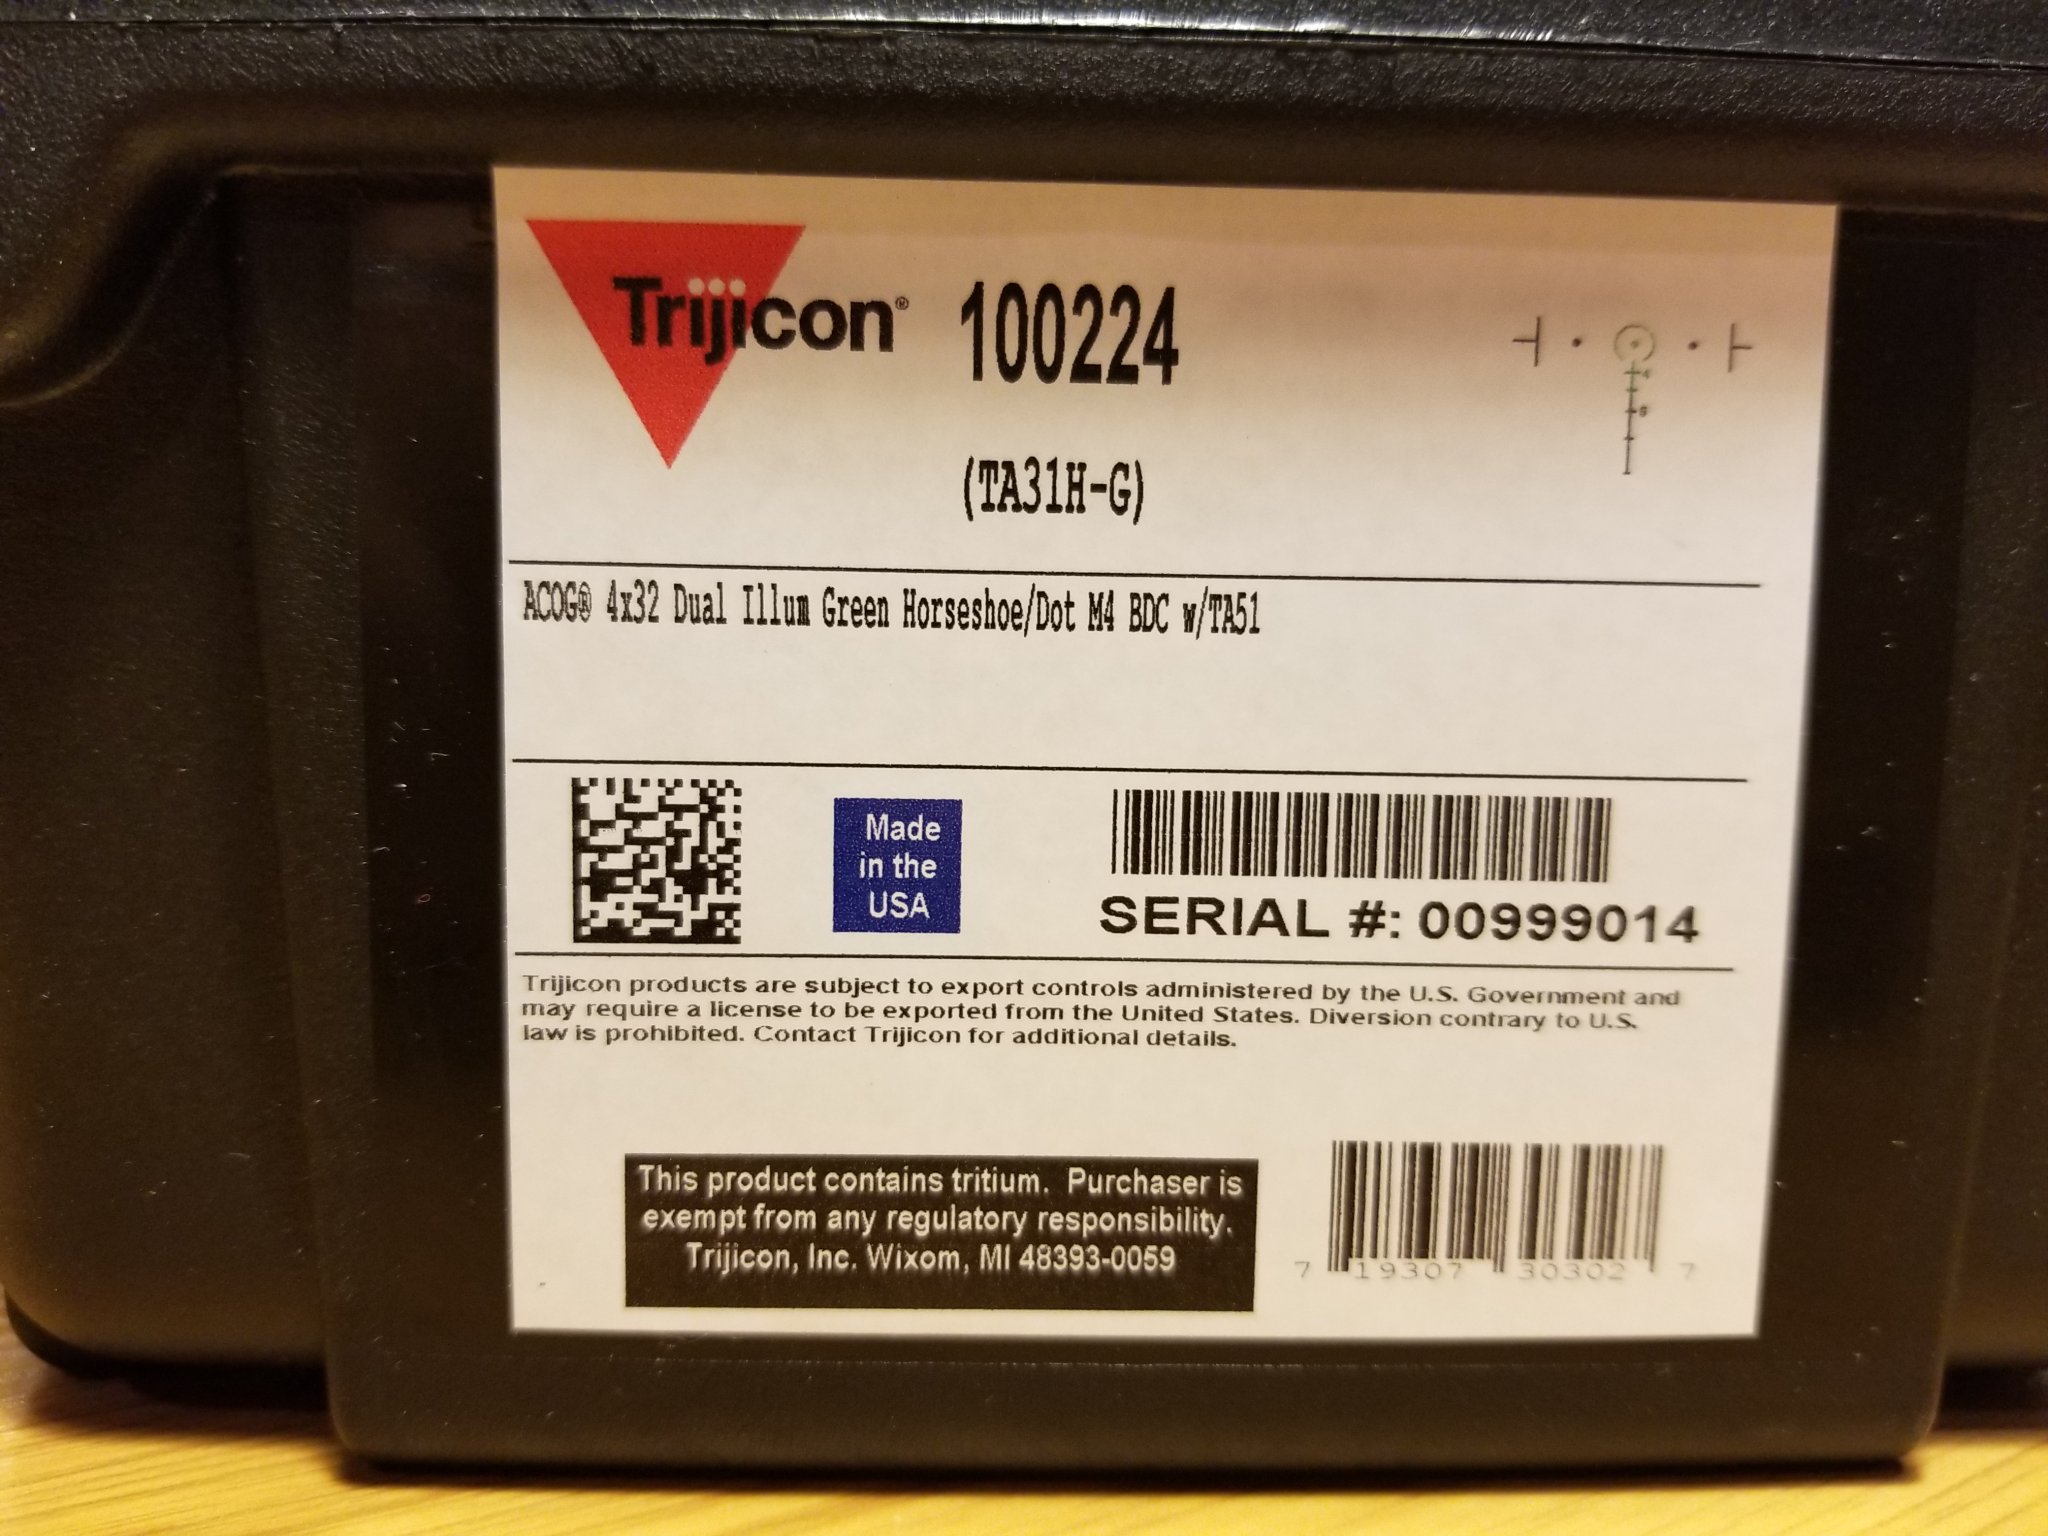 Trijicon® 100224
(TA31H-G)
4
6
ACOG® 4x32 Dual Illum Green Horseshoe/Dot M4 BDC w/TA51
Made
in the
USA
SERIAL #: 00999014
Trijicon products are subject to export controls administered by the U.S. Government and
may require a license to be exported from the United States. Diversion contrary to U.S.
law is prohibited. Contact Trijicon for additional details.
This product contains tritium. Purchaser is
exempt from any regulatory responsibility.
Trijicon, Inc. Wixom, MI 48393-0059
7 19307 30302 7